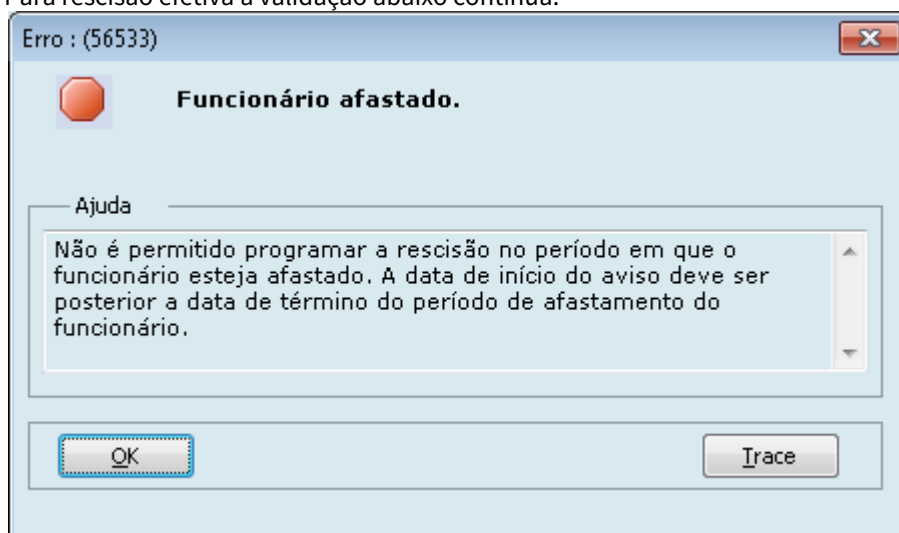 Para rescisão efetiva a validação abaixo continua:
Erro : (56533)
Funcionário afastado.
Ajuda
Não é permitido programar a rescisão no período em que o
funcionário esteja afastado. A data de início do aviso deve ser
posterior a data de término do período de afastamento do
funcionário.
OK
Trace